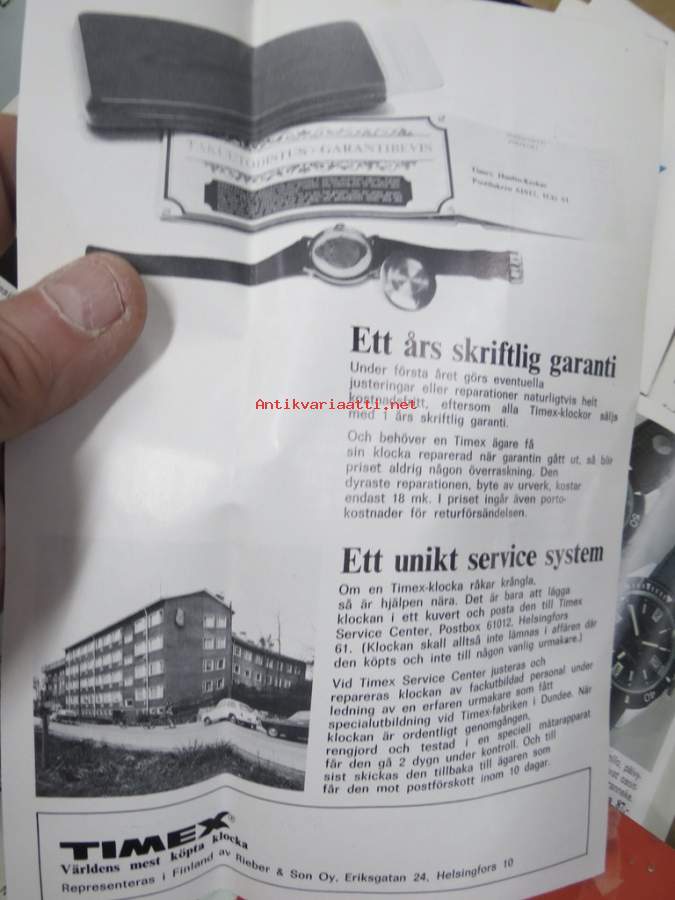 TAKUUTODISTUS - GARANTIBEVIS
Timex Huolto-Keskus
Ett års skriftlig garanti
Under första året görs eventuella
justeringar eller reparationer naturligtvis helt
kostnadsfritt, eftersom alla Timex-klockor säljs
med 1 års skriftlig garanti.
Antikvariaatti.net
Och behöver en Timex ägare få
sin klocka reparerad när garantin gått ut, så blir
priset aldrig någon överraskning. Den
dyraste reparationen, byte av urverk, kostar
endast 18 mk. I priset ingår även porto-
kostnader för returförsändelsen.
Ett unikt service system
Om en Timex-klocka råkar krångla,
så är hjälpen nära. Det är bara att lägga
klockan i ett kuvert och posta den till Timex
Service Center, Postbox 61012, Helsingfors
61. (Klockan skall alltså inte lämnas i affären där
den köpts och inte till någon vanlig urmakare.)
Vid Timex Service Center justeras och
repareras klockan av fackutbildad personal under
ledning av en erfaren urmakare som fått
specialutbildning vid Timex-fabriken i Dundee. När
klockan är ordentligt genomgången,
rengjord och testad i en speciell mätarapparat
får den gå 2 dygn under kontroll. Och till
sist skickas den tillbaka till ägaren som
får den mot postförskott inom 10 dagar.
TIMEX®
Världens mest köpta klocka
Representeras i Finland av Rieber & Son Oy, Eriksgatan 24, Helsingfors 10